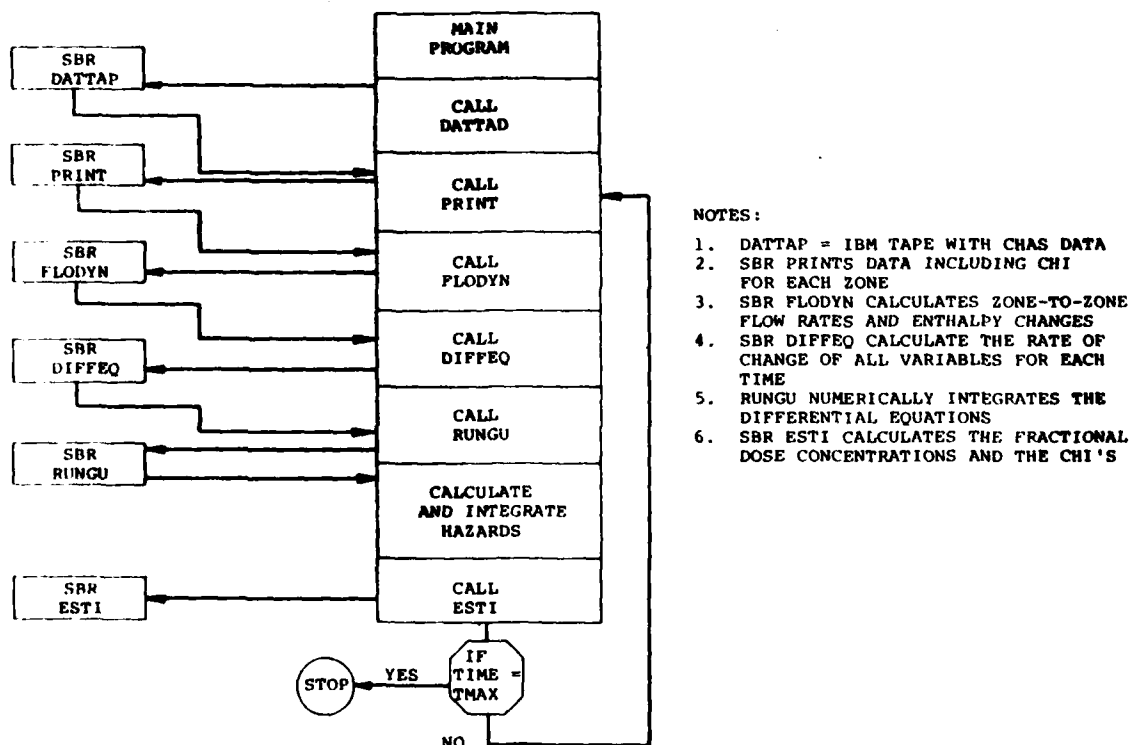 MAIN
PROGRAM
SBR
DATTAP
CALL
DATTAD
SBR
PRINT
CALL
PRINT
SBR
FLODYN
CALL
FLODYN
SBR
DIFFEQ
CALL
DIFFEQ
SBR
RUNGU
CALL
RUNGU
CALCULATE
AND INTEGRATE
HAZARDS
SBR
ESTI
CALL
ESTI
IF
TIME =
TMAX
YES
STOP
NO
NOTES:
1. DATTAP = IBM TAPE WITH CHAS DATA
2. SBR PRINTS DATA INCLUDING CHI
FOR EACH ZONE
3. SBR FLODYN CALCULATES ZONE-TO-ZONE
FLOW RATES AND ENTHALPY CHANGES
4. SBR DIFFEQ CALCULATE THE RATE OF
CHANGE OF ALL VARIABLES FOR EACH
TIME
5. RUNGU NUMERICALLY INTEGRATES THE
DIFFERENTIAL EQUATIONS
6. SBR ESTI CALCULATES THE FRACTIONAL
DOSE CONCENTRATIONS AND THE CHI'S